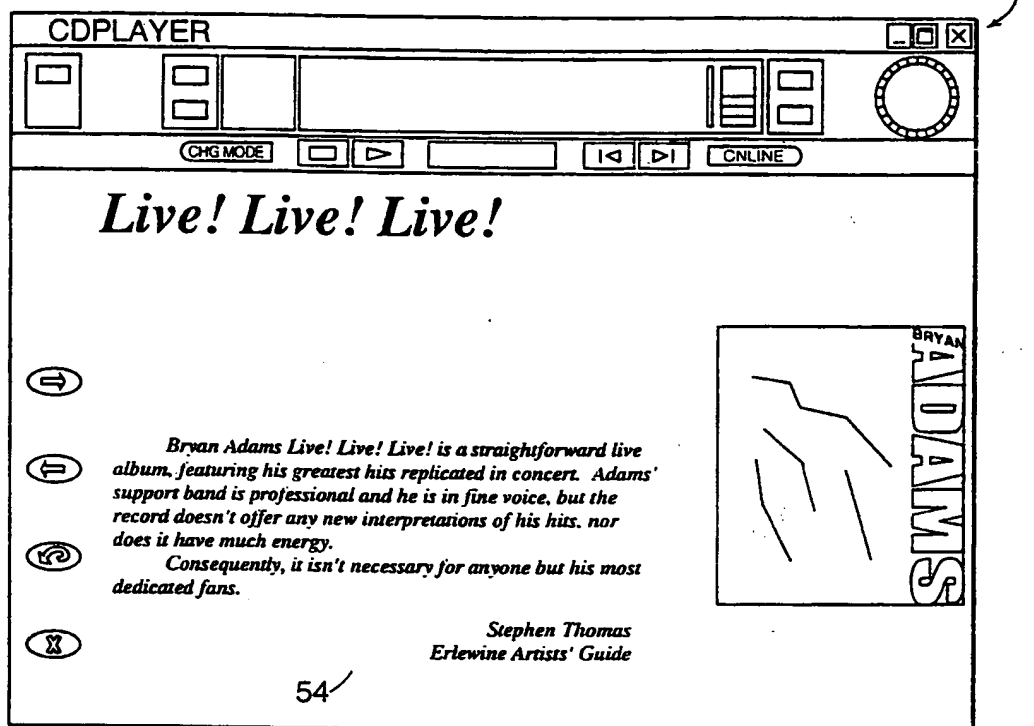 CDPLAYER
CHG MODE
CNLINE
Live! Live! Live!
BRYAN
ADAMS
Bryan Adams Live! Live! Live! is a straightforward live
album, featuring his greatest hits replicated in concert. Adams'
support band is professional and he is in fine voice, but the
record doesn't offer any new interpretations of his hits, nor
does it have much energy.
Consequently, it isn't necessary for anyone but his most
dedicated fans.
Stephen Thomas
Erlewine Artists' Guide
54